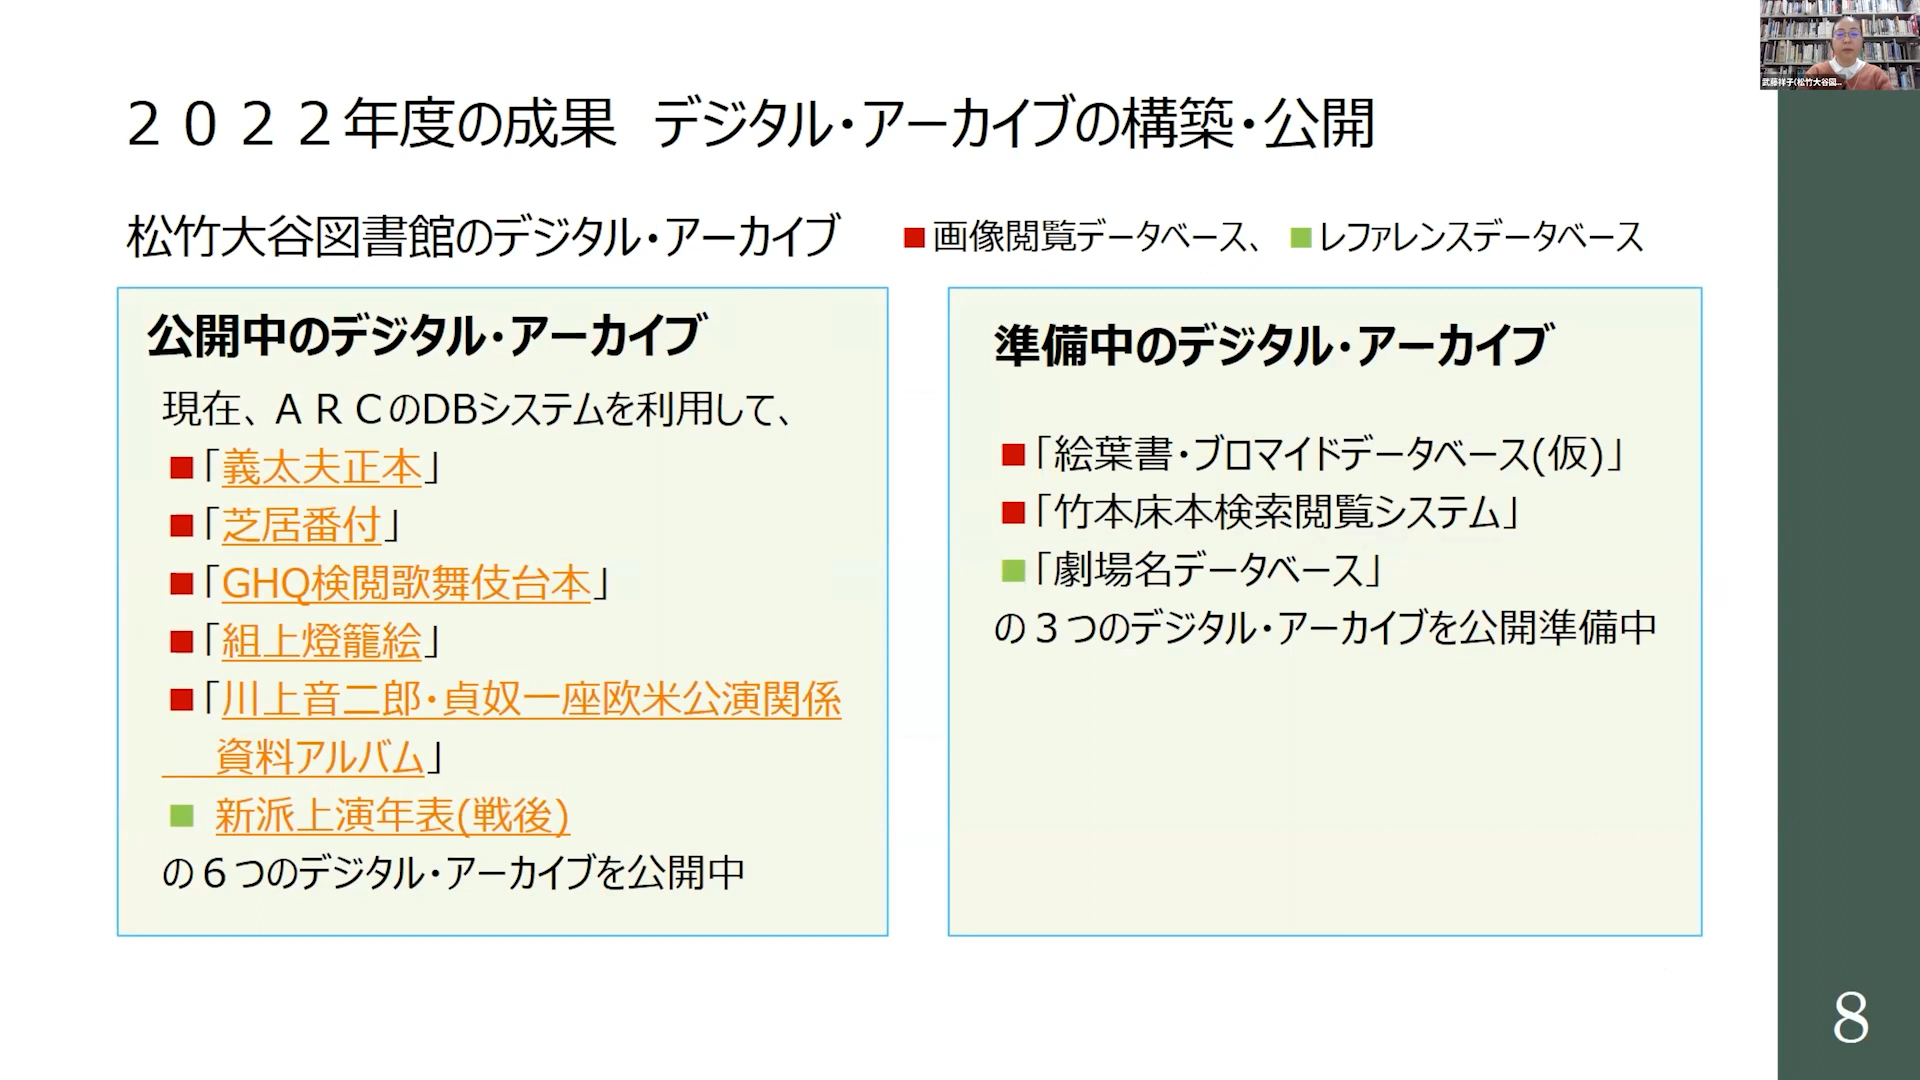 ２０２２年度の成果　デジタル・アーカイブの構築・公開
松竹大谷図書館のデジタル・アーカイブ
■画像閲覧データベース、■レファレンスデータベース
公開中のデジタル・アーカイブ
現在、ＡＲＣのDBシステムを利用して、
■「義太夫正本」
■「芝居番付」
■「GHQ検閲歌舞伎台本」
■「組上燈籠絵」
■「川上音二郎・貞奴一座欧米公演関係
資料アルバム」
■ 新派上演年表(戦後)
の６つのデジタル・アーカイブを公開中
準備中のデジタル・アーカイブ
■「絵葉書・ブロマイドデータベース(仮)」
■「竹本床本検索閲覧システム」
■「劇場名データベース」
の３つのデジタル・アーカイブを公開準備中
武藤祥子(松竹大谷図...
8